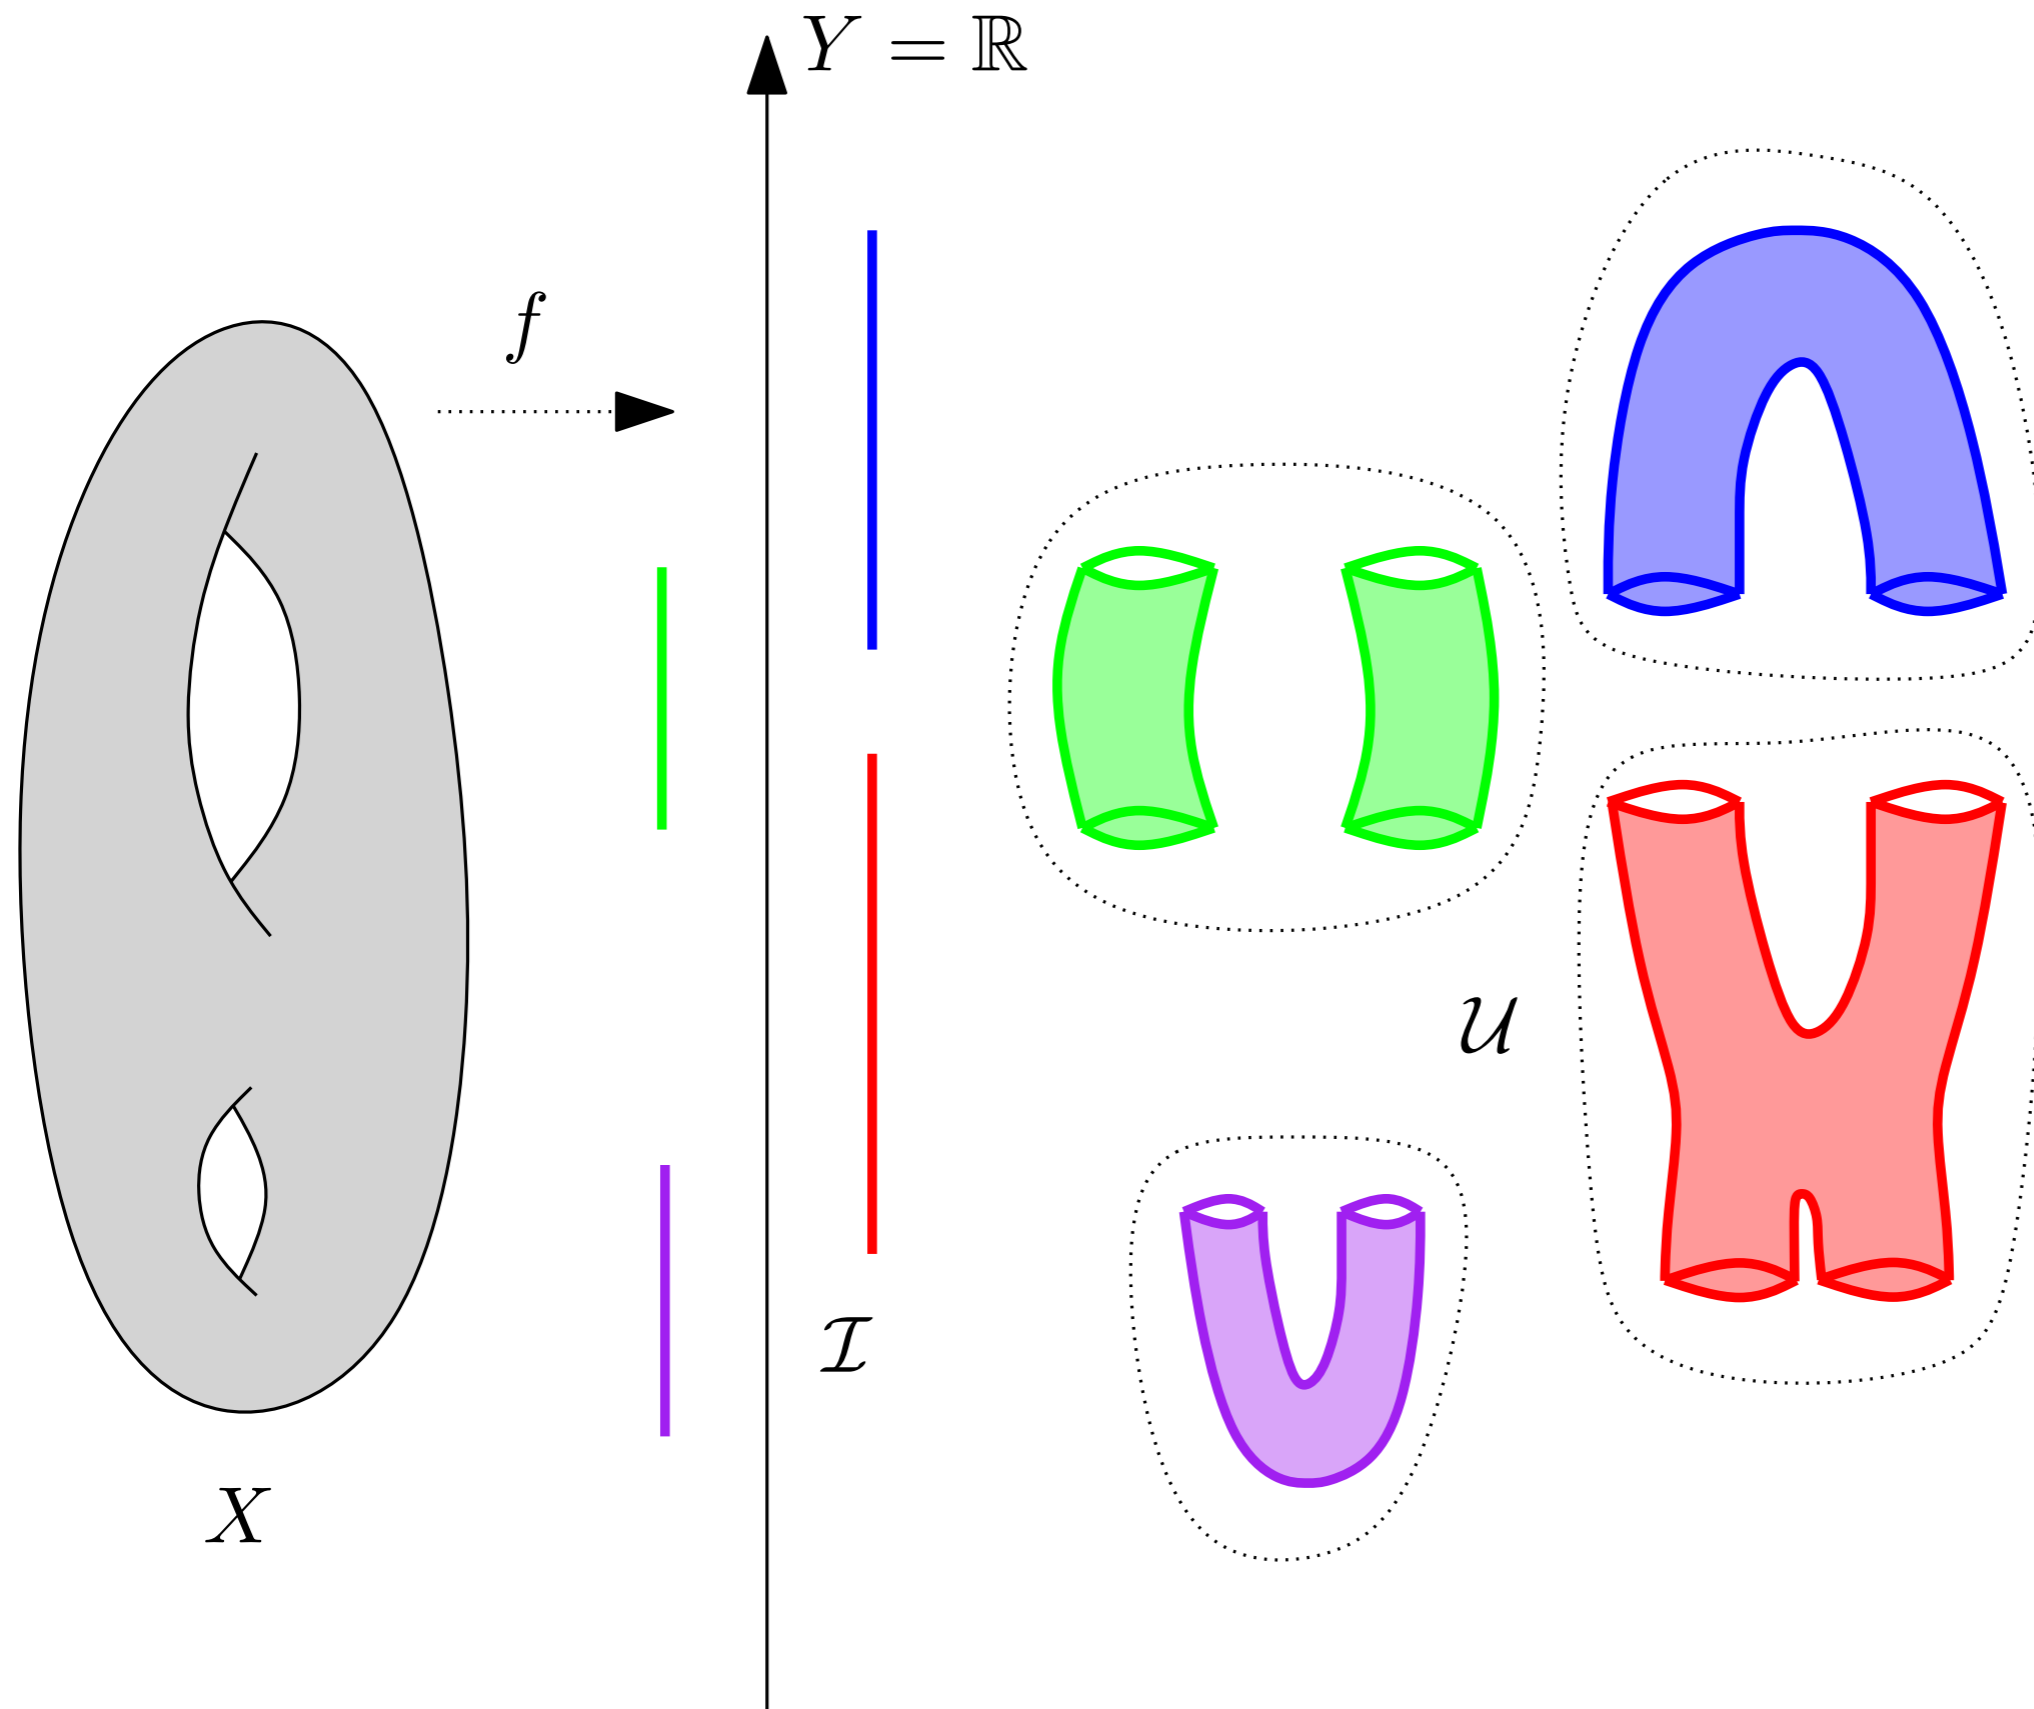 Y = ℝ
f
𝒰
ℐ
X